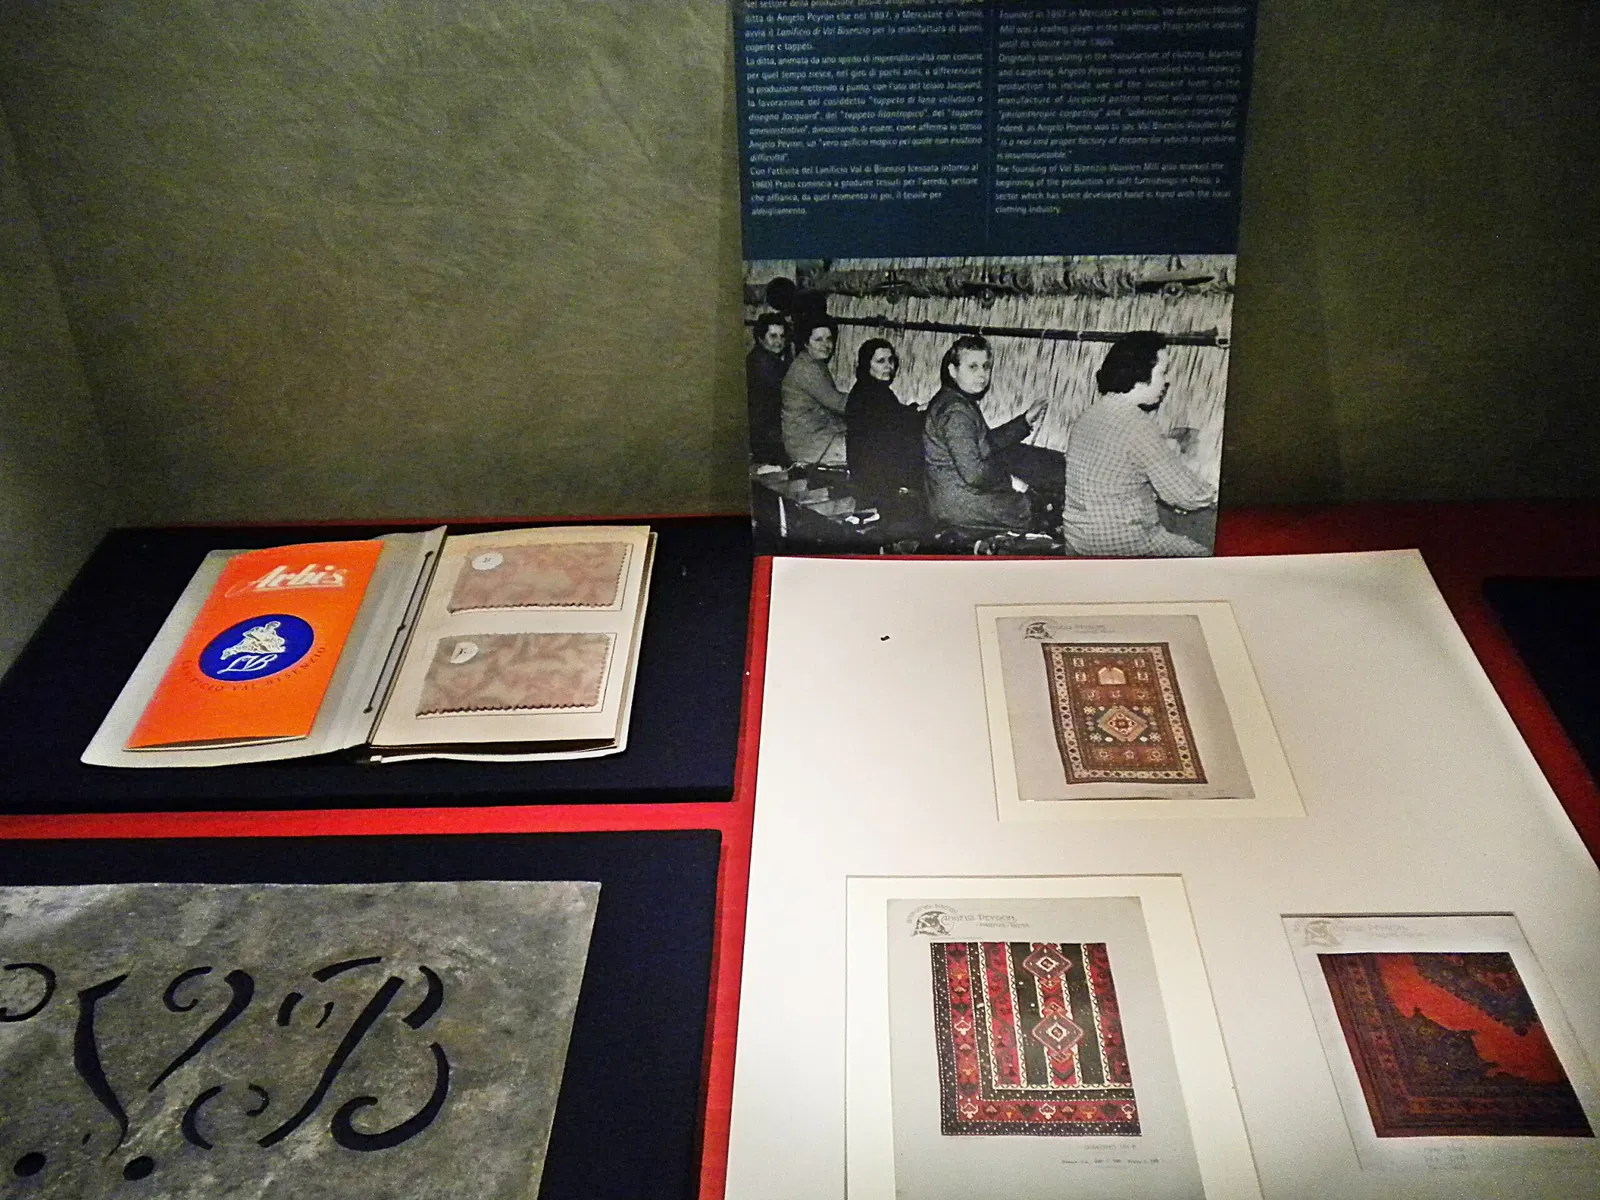 Nel settore della produzione tessile
ditta di Angelo Peyron che nel 1897, a Mercatale di Vernio,
avvia il Lanificio di Val Bisenzio per la manifattura di panni
coperte e tappeti.
La ditta, animata da uno spirito di imprenditorialità non comune
per quel tempo riesce, nel giro di pochi anni, a differenziare
la produzione mettendo a punto, con l'uso del telaio Jacquard,
la lavorazione del cosiddetto "tappeto di lana vellutato a
disegno Jacquard", del "tappeto filantropico", del "tappeto
amministrativo", dimostrando di essere, come afferma lo stesso
Angelo Peyron, un "vero opificio magico pel quale non esistono
difficoltà".
Con l'attività del Lanificio Val di Bisenzio (cessata intorno al
1960) Prato comincia a produrre tessuti per l'arredo, settore
che affianca, da quel momento in poi, il tessile per
abbigliamento.
Founded in 1897 in Mercatale di Vernio, Val Bisenzio Woollen
Mill was a leading player in the traditional Prato textile industry
until its closure in the 1960s.
Originally specialising in the manufacture of clothing, blankets
and carpeting, Angelo Peyron soon diversified his company's
production to include use of the Jacquard loom in the
manufacture of Jacquard pattern velvet wool carpeting,
"philanthropic carpeting" and "administrative carpeting".
Indeed, as Angelo Peyron was to say, Val Bisenzio Woollen Mill
"is a real and proper factory of dreams for which no problem
is insurmountable."
The founding of Val Bisenzio Woollen Mill also marked the
beginning of the production of soft furnishings in Prato, a
sector which has since developed hand in hand with the local
clothing industry.
Arbis
LVB
LANIFICIO VAL BISENZIO
ANGELO PEYRON
ANGELO PEYRON
ANGELO PEYRON
LVB